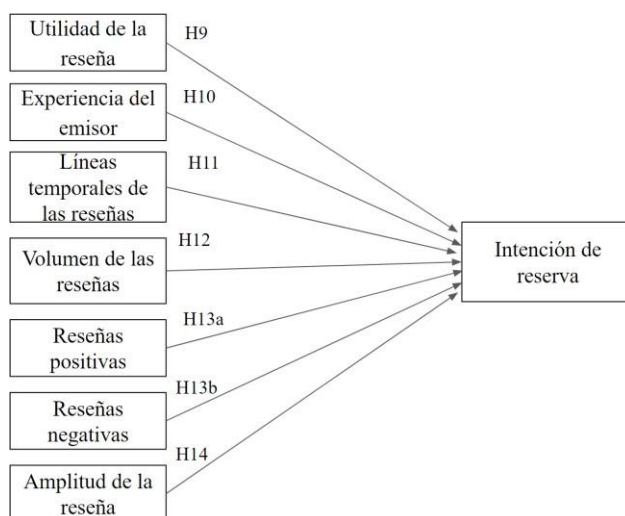 Utilidad de la
reseña
H9
Experiencia del
emisor
H10
Líneas
temporales de
las reseñas
H11
Volumen de las
reseñas
H12
Reseñas
positivas
H13a
Reseñas
negativas
H13b
Amplitud de la
reseña
H14
Intención de
reserva